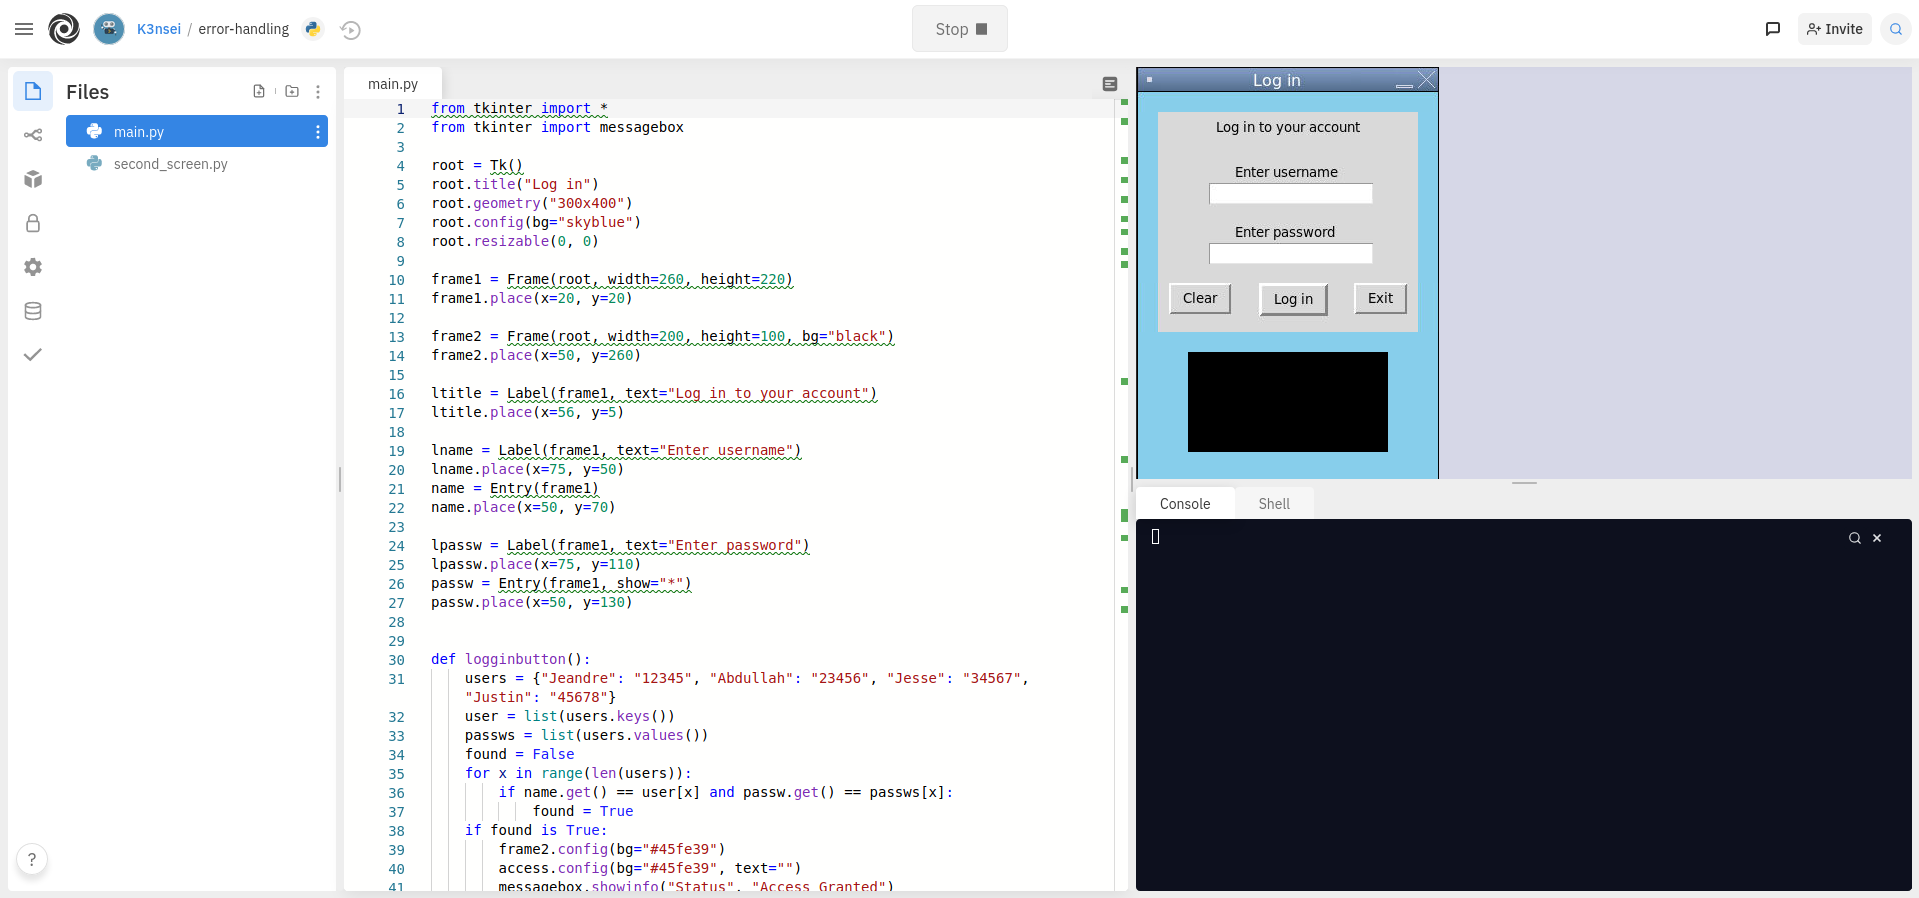 K3nsei / error-handling
Stop
Invite
Files
main.py
second_screen.py
main.py
1 from tkinter import *
2 from tkinter import messagebox
3
4 root = Tk()
5 root.title("Log in")
6 root.geometry("300x400")
7 root.config(bg="skyblue")
8 root.resizable(0, 0)
9
10 frame1 = Frame(root, width=260, height=220)
11 frame1.place(x=20, y=20)
12
13 frame2 = Frame(root, width=200, height=100, bg="black")
14 frame2.place(x=50, y=260)
15
16 ltitle = Label(frame1, text="Log in to your account")
17 ltitle.place(x=56, y=5)
18
19 lname = Label(frame1, text="Enter username")
20 lname.place(x=75, y=50)
21 name = Entry(frame1)
22 name.place(x=50, y=70)
23
24 lpassw = Label(frame1, text="Enter password")
25 lpassw.place(x=75, y=110)
26 passw = Entry(frame1, show="*")
27 passw.place(x=50, y=130)
28
29
30 def logginbutton():
31 users = {"Jeandre": "12345", "Abdullah": "23456", "Jesse": "34567",
"Justin": "45678"}
32 user = list(users.keys())
33 passws = list(users.values())
34 found = False
35 for x in range(len(users)):
36 if name.get() == user[x] and passw.get() == passws[x]:
37 found = True
38 if found is True:
39 frame2.config(bg="#45fe39")
40 access.config(bg="#45fe39", text="")
41 messagebox.showinfo("Status", "Access Granted")
Log in
Log in to your account
Enter username
Enter password
Clear
Log in
Exit
Console
Shell
?